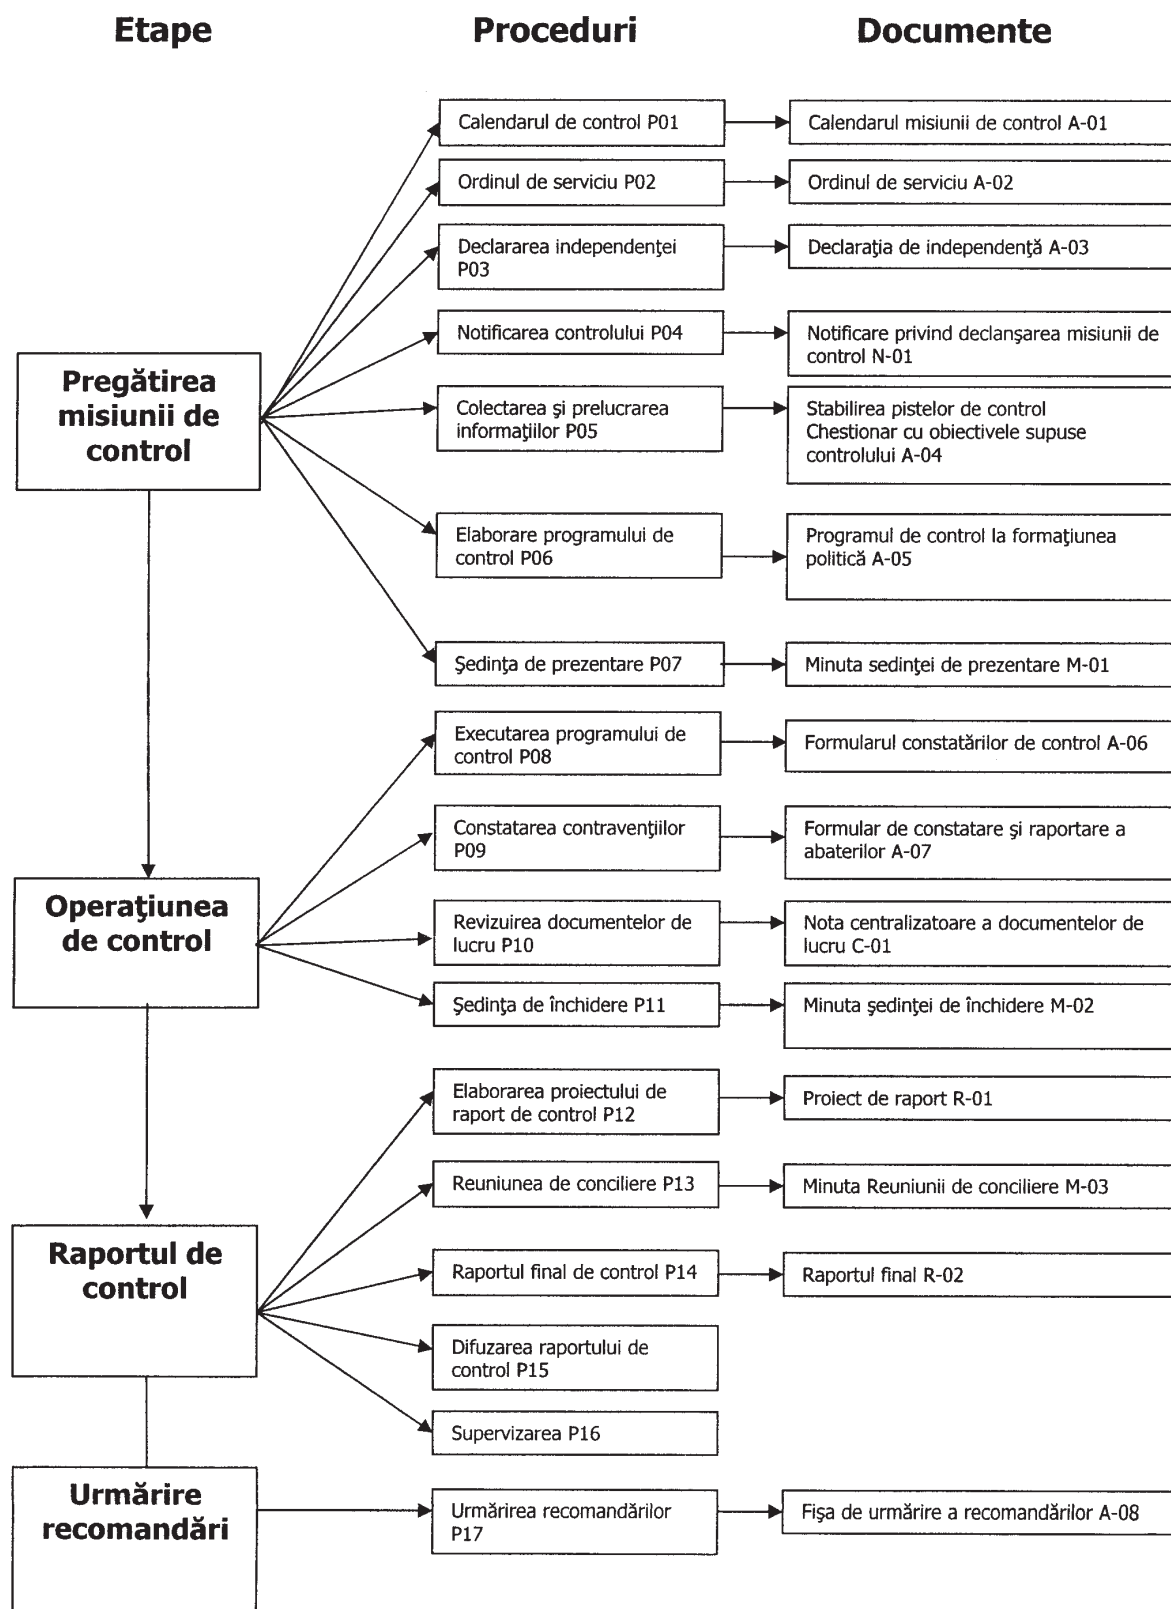 Etape
Proceduri
Documente
Calendarul de control P01
Calendarul misiunii de control A-01
Ordinul de serviciu P02
Ordinul de serviciu A-02
Declararea independenţei
P03
Declaraţia de independenţă A-03
Notificarea controlului P04
Notificare privind declanşarea misiunii de
control N-01
Pregătirea
misiunii de
control
Colectarea şi prelucrarea
informaţiilor P05
Stabilirea pistelor de control
Chestionar cu obiectivele supuse
controlului A-04
Elaborare programului de
control P06
Programul de control la formaţiunea
politică A-05
Şedinţa de prezentare P07
Minuta sedinţei de prezentare M-01
Executarea programului de
control P08
Formularul constatărilor de control A-06
Constatarea contravenţiilor
P09
Formular de constatare şi raportare a
abaterilor A-07
Operaţiunea
de control
Revizuirea documentelor de
lucru P10
Nota centralizatoare a documentelor de
lucru C-01
Şedinţa de închidere P11
Minuta şedinţei de închidere M-02
Elaborarea proiectului de
raport de control P12
Proiect de raport R-01
Reuniunea de conciliere P13
Minuta Reuniunii de conciliere M-03
Raportul de
control
Raportul final de control P14
Raportul final R-02
Difuzarea raportului de
control P15
Supervizarea P16
Urmărire
recomandări
Urmărirea recomandărilor
P17
Fişa de urmărire a recomandărilor A-08